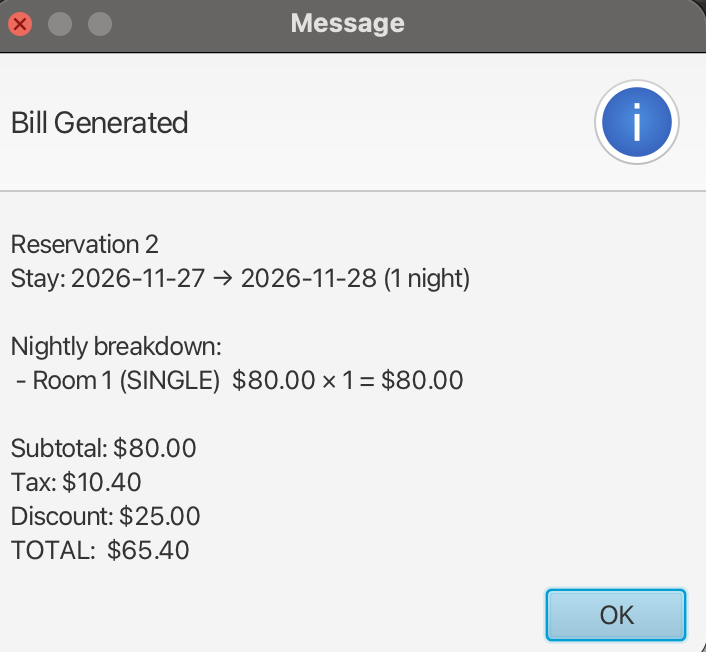 Message
Bill Generated
i
Reservation 2
Stay: 2026-11-27 → 2026-11-28 (1 night)
Nightly breakdown:
- Room 1 (SINGLE)  $80.00 × 1 = $80.00
Subtotal: $80.00
Tax: $10.40
Discount: $25.00
TOTAL:  $65.40
OK